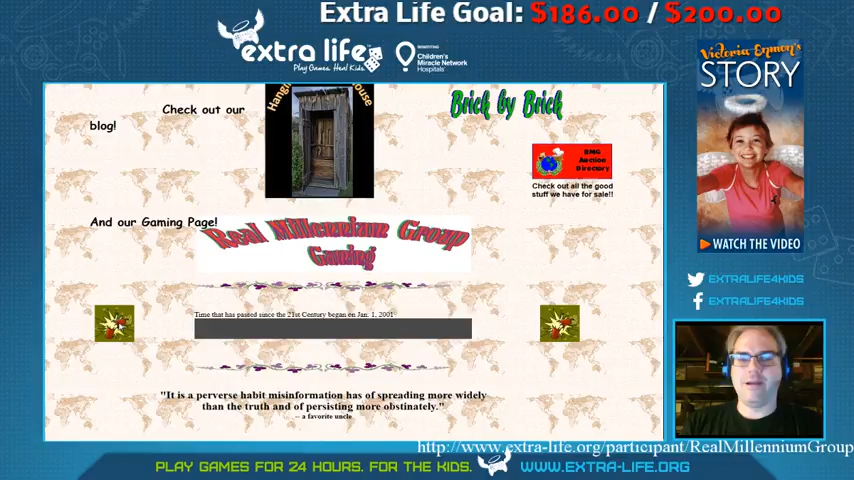 Extra Life Goal: $186.00 / $200.00
extra life
Play Games. Heal Kids.
BENEFITING
Children's
Miracle Network
Hospitals
Victoria Enmon's
STORY
WATCH THE VIDEO
Check out our
blog!
Brick by Brick
RMG
Auction
Directory
Check out all the good
stuff we have for sale!!
And our Gaming Page!
Real Millennium Group
Gaming
Time that has passed since the 21st Century began on Jan. 1, 2001
"It is a perverse habit misinformation has of spreading more widely
than the truth and of persisting more obstinately."
-- a favorite uncle
EXTRALIFE4KIDS
EXTRALIFE4KIDS
http://www.extra-life.org/participant/RealMillenniumGroup
PLAY GAMES FOR 24 HOURS. FOR THE KIDS.
WWW.EXTRA-LIFE.ORG